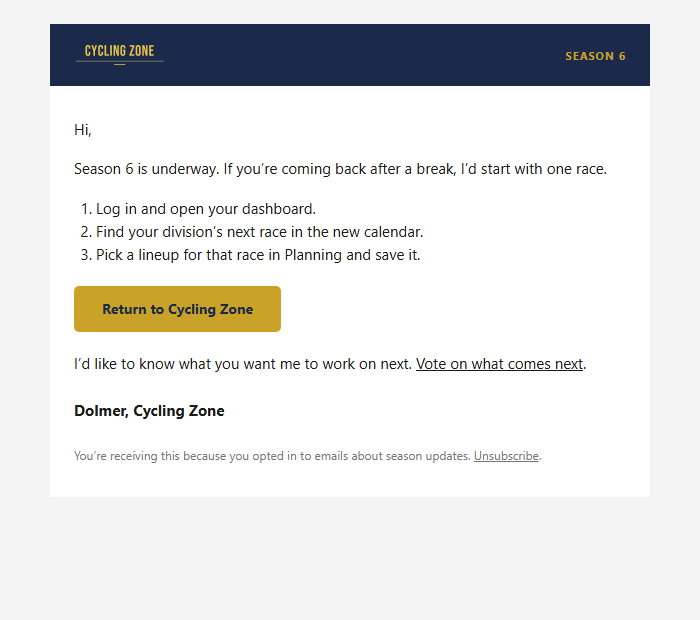 CYCLING ZONE
SEASON 6
Hi,
Season 6 is underway. If you’re coming back after a break, I’d start with one race.
1. Log in and open your dashboard.
2. Find your division’s next race in the new calendar.
3. Pick a lineup for that race in Planning and save it.
Return to Cycling Zone
I’d like to know what you want me to work on next. Vote on what comes next.
Dolmer, Cycling Zone
You’re receiving this because you opted in to emails about season updates. Unsubscribe.